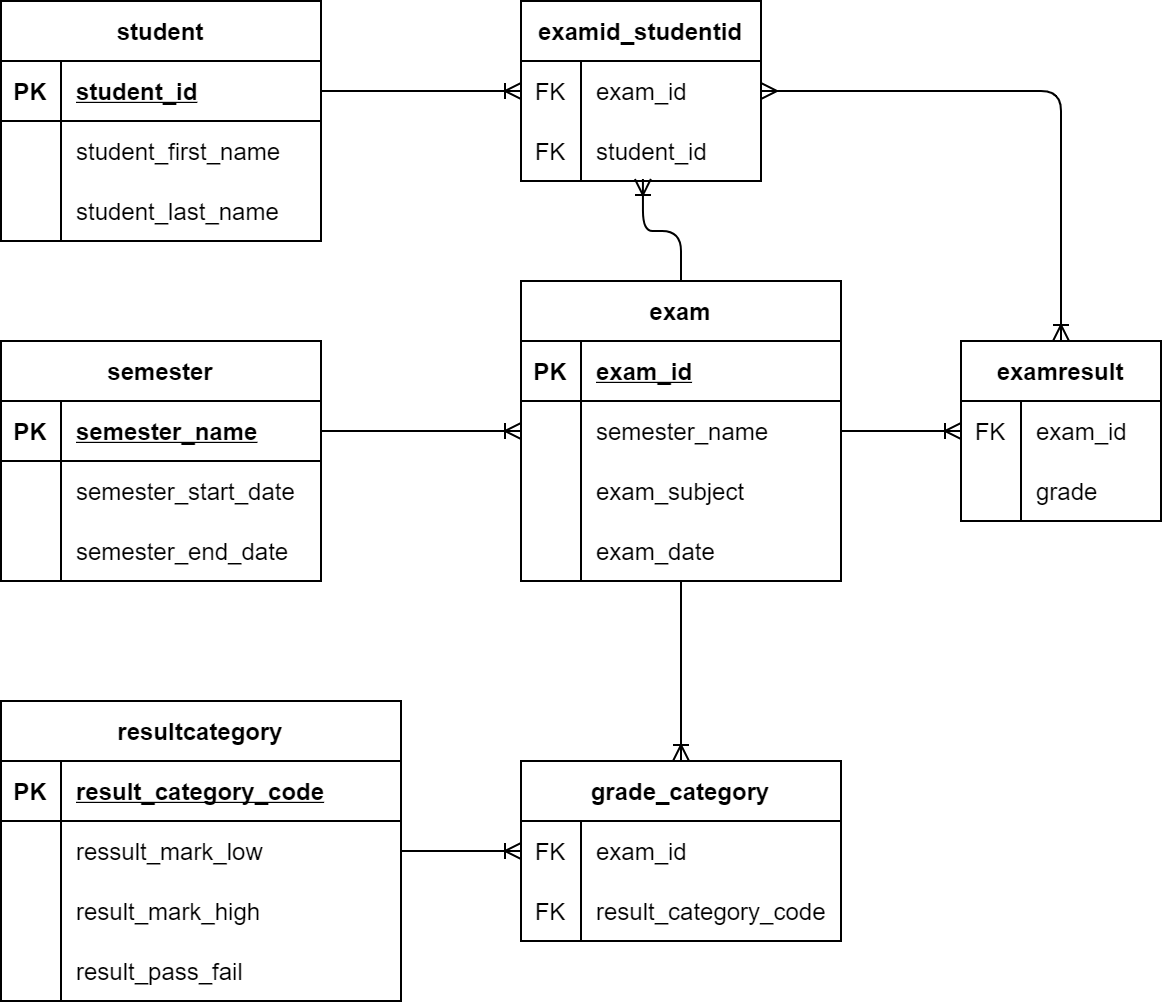 student
PK student_id
student_first_name
student_last_name
examid_studentid
FK exam_id
FK student_id
semester
PK semester_name
semester_start_date
semester_end_date
exam
PK exam_id
semester_name
exam_subject
exam_date
examresult
FK exam_id
grade
resultcategory
PK result_category_code
ressult_mark_low
result_mark_high
result_pass_fail
grade_category
FK exam_id
FK result_category_code